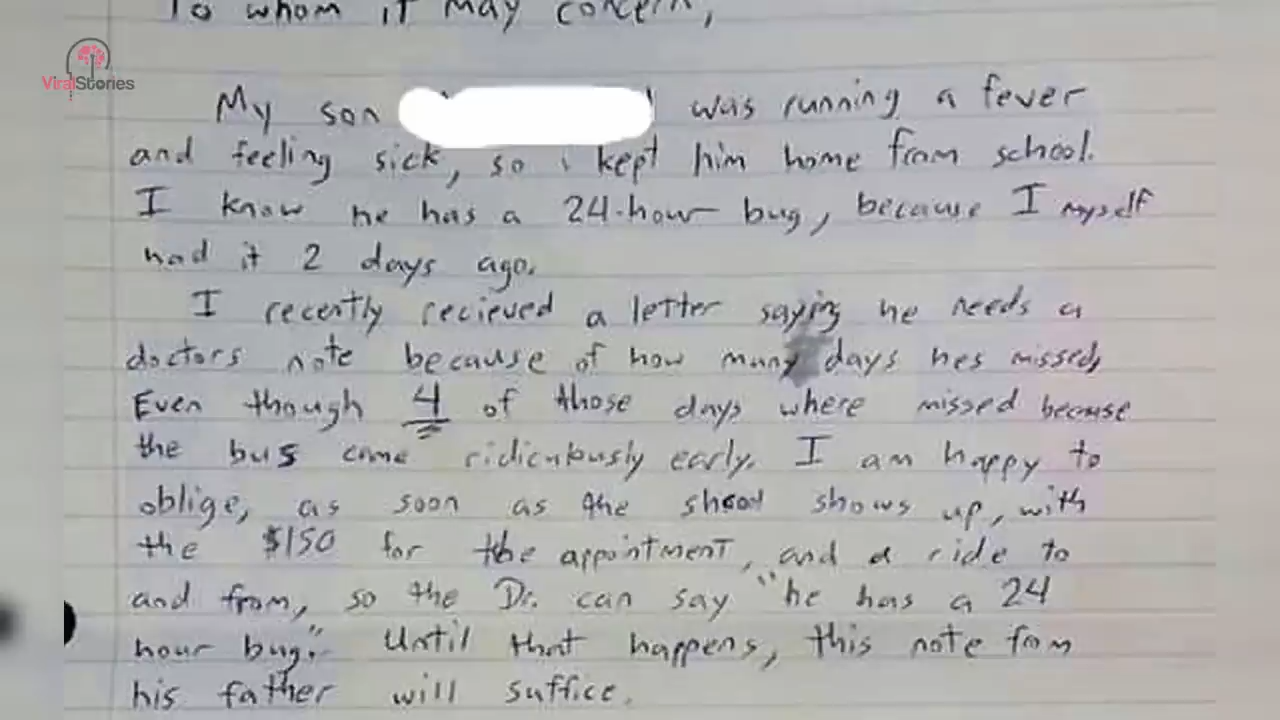 To whom it may concern,
ViralStories
My son was running a fever
and feeling sick, so i kept him home from school.
I know he has a 24-hour bug, because I myself
had it 2 days ago.
I recently recieved a letter saying he needs a
doctors note because of how many days hes missed,
Even though 4 of those days where missed because
the bus came ridiculously early. I am happy to
oblige, as soon as the shool shows up, with
the $150 for the appointment, and a ride to
and from, so the Dr. can say "he has a 24
hour bug." Until that happens, this note from
his father will suffice.